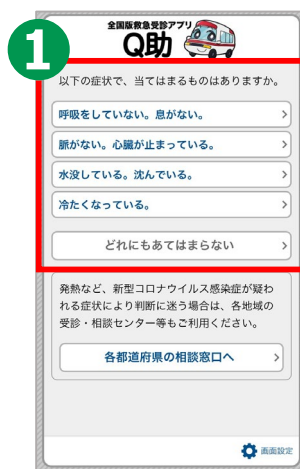 1
全国版救急受診アプリ
Q助
以下の症状で、当てはまるものはありますか。
呼吸をしていない。息がない。
脈がない。心臓が止まっている。
水没している。沈んでいる。
冷たくなっている。
どれにもあてはまらない
発熱など、新型コロナウイルス感染症が疑わ
れる症状により判断に迷う場合は、各地域の
受診・相談センター等もご利用ください。
各都道府県の相談窓口へ
画面設定